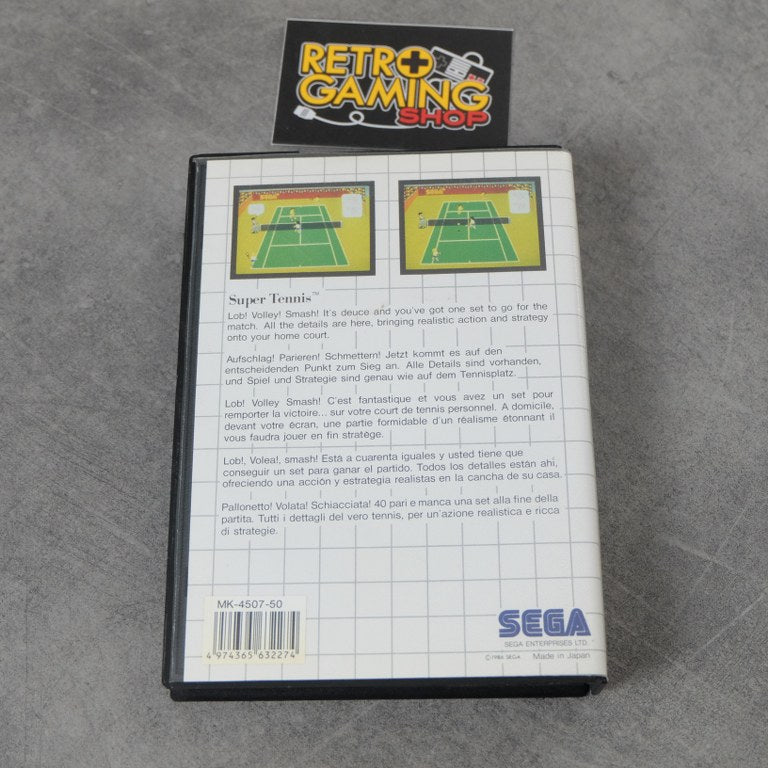 RETRO
GAMING
SHOP
SEGA
Super Tennis™
Lob! Volley! Smash! It's deuce and you've got one set to go for the
match. All the details are here, bringing realistic action and strategy
onto your home court.
Aufschlag! Parieren! Schmettern! Jetzt kommt es auf den
entscheidenden Punkt zum Sieg an. Alle Details sind vorhanden,
und Spiel und Strategie sind genau wie auf dem Tennisplatz.
Lob! Volley Smash! C'est fantastique et vous avez un set pour
remporter la victoire... sur votre court de tennis personnel. A domicile,
devant votre écran, une partie formidable d'un réalisme étonnant il
vous faudra jouer en fin stratège.
Lob!, Volea!, smash! Està a cuarenta iguales y usted tiene que
conseguir un set para ganar el partido. Todos los detalles están ahí,
ofreciendo una acción y estrategia realistas en la cancha de su casa.
Pallonetto! Volata! Schiacciata! 40 pari e manca una set alla fine della
partita. Tutti i dettagli del vero tennis, per un'azione realistica e ricca
di strategie.
MK-4507-50
4 974365 632274
SEGA
SEGA ENTERPRISES LTD.
©1986 SEGA Made in Japan